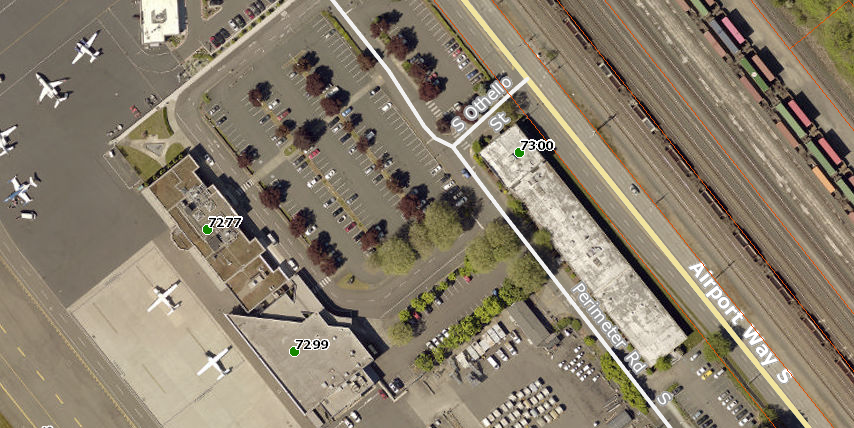 S Othello
St
7300
7277
7299
Perimeter Rd S
Airport Way S